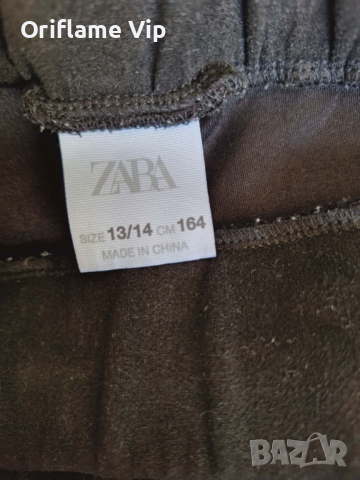 Oriflame Vip
ZARA
SIZE 13/14 CM 164
MADE IN CHINA
BAZAR